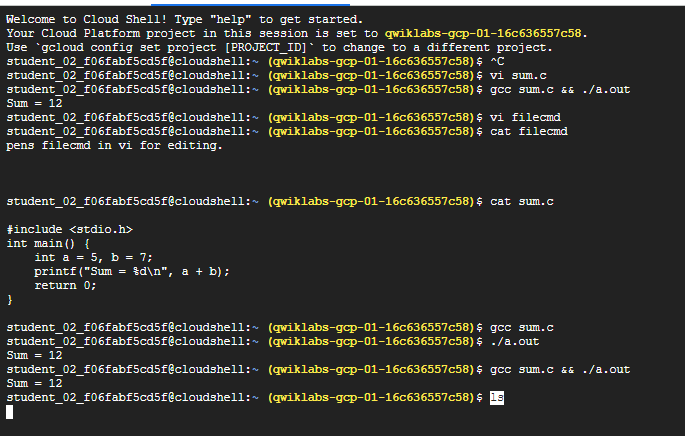 Welcome to Cloud Shell! Type "help" to get started.
Your Cloud Platform project in this session is set to qwiklabs-gcp-01-16c636557c58.
Use `gcloud config set project [PROJECT_ID]` to change to a different project.
student_02_f06fabf5cd5f@cloudshell:~ (qwiklabs-gcp-01-16c636557c58)$ ^C
student_02_f06fabf5cd5f@cloudshell:~ (qwiklabs-gcp-01-16c636557c58)$ vi sum.c
student_02_f06fabf5cd5f@cloudshell:~ (qwiklabs-gcp-01-16c636557c58)$ gcc sum.c && ./a.out
Sum = 12
student_02_f06fabf5cd5f@cloudshell:~ (qwiklabs-gcp-01-16c636557c58)$ vi filecmd
student_02_f06fabf5cd5f@cloudshell:~ (qwiklabs-gcp-01-16c636557c58)$ cat filecmd
pens filecmd in vi for editing.
student_02_f06fabf5cd5f@cloudshell:~ (qwiklabs-gcp-01-16c636557c58)$ cat sum.c
#include <stdio.h>
int main() {
    int a = 5, b = 7;
    printf("Sum = %d\n", a + b);
    return 0;
}
student_02_f06fabf5cd5f@cloudshell:~ (qwiklabs-gcp-01-16c636557c58)$ gcc sum.c
student_02_f06fabf5cd5f@cloudshell:~ (qwiklabs-gcp-01-16c636557c58)$ ./a.out
Sum = 12
student_02_f06fabf5cd5f@cloudshell:~ (qwiklabs-gcp-01-16c636557c58)$ gcc sum.c && ./a.out
Sum = 12
student_02_f06fabf5cd5f@cloudshell:~ (qwiklabs-gcp-01-16c636557c58)$ ls